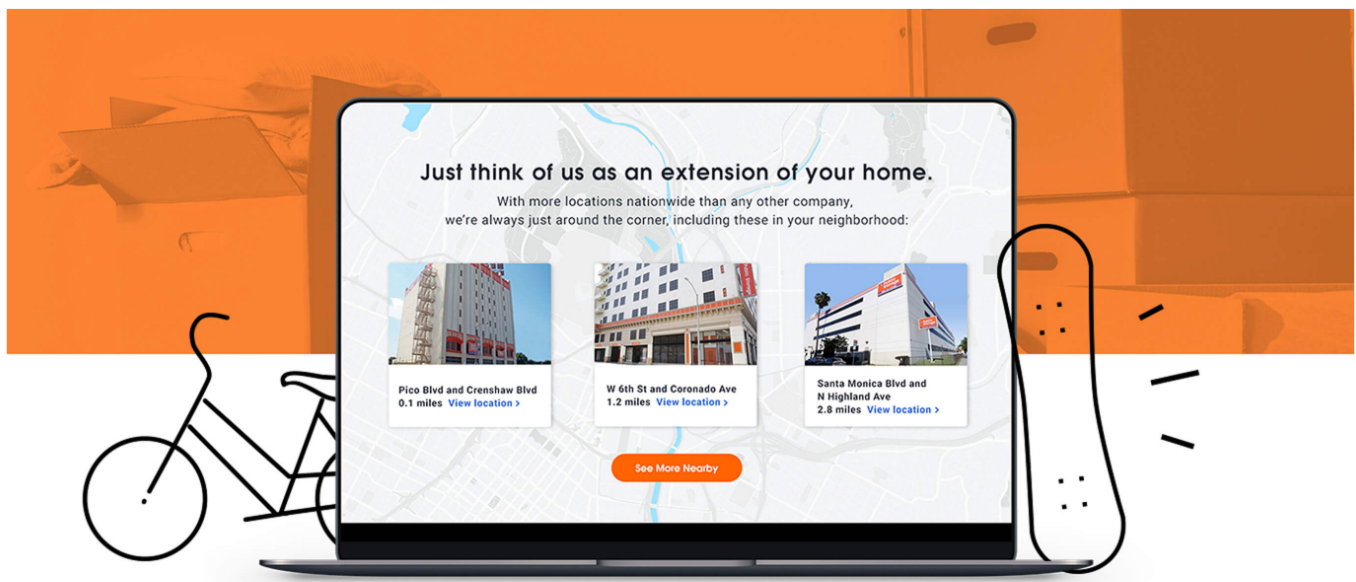 Just think of us as an extension of your home.
With more locations nationwide than any other company,
we're always just around the corner, including these in your neighborhood:
Pico Blvd and Crenshaw Blvd
0.1 miles View location >
W 6th St and Coronado Ave
1.2 miles View location >
Santa Monica Blvd and
N Highland Ave
2.8 miles View location >
See More Nearby